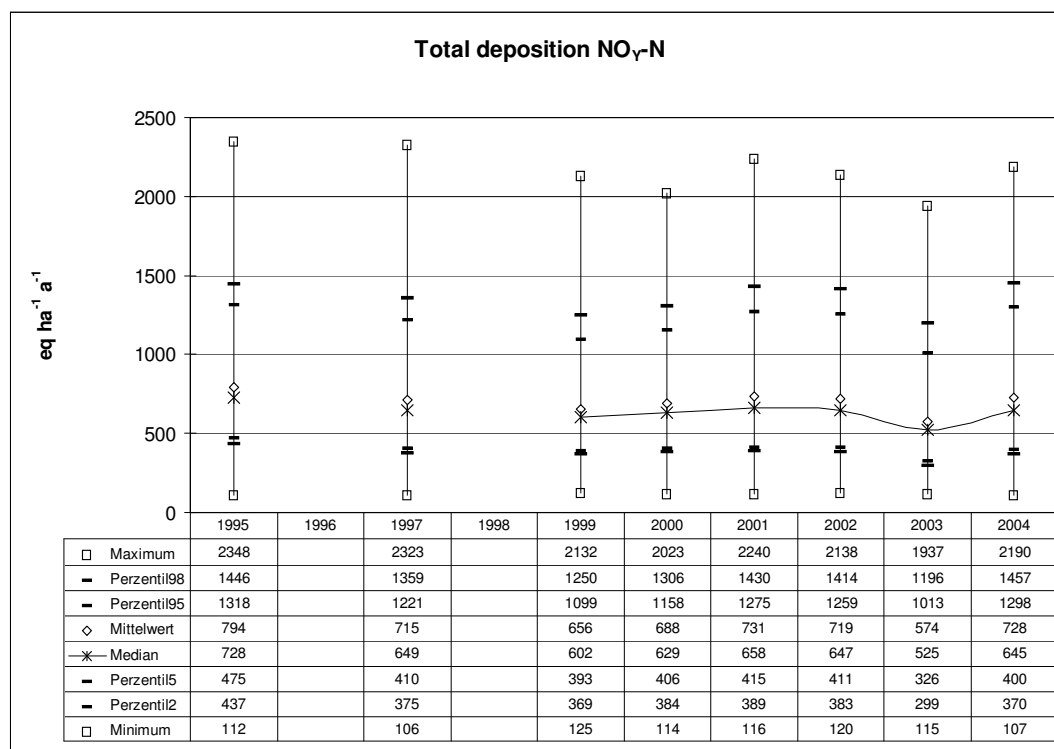 Total deposition NOY-N
eq ha-1 a-1
2500
2000
1500
1000
500
0
1995 1996 1997 1998 1999 2000 2001 2002 2003 2004
Maximum 2348 2323 2132 2023 2240 2138 1937 2190
Perzentil98 1446 1359 1250 1306 1430 1414 1196 1457
Perzentil95 1318 1221 1099 1158 1275 1259 1013 1298
Mittelwert 794 715 656 688 731 719 574 728
Median 728 649 602 629 658 647 525 645
Perzentil5 475 410 393 406 415 411 326 400
Perzentil2 437 375 369 384 389 383 299 370
Minimum 112 106 125 114 116 120 115 107